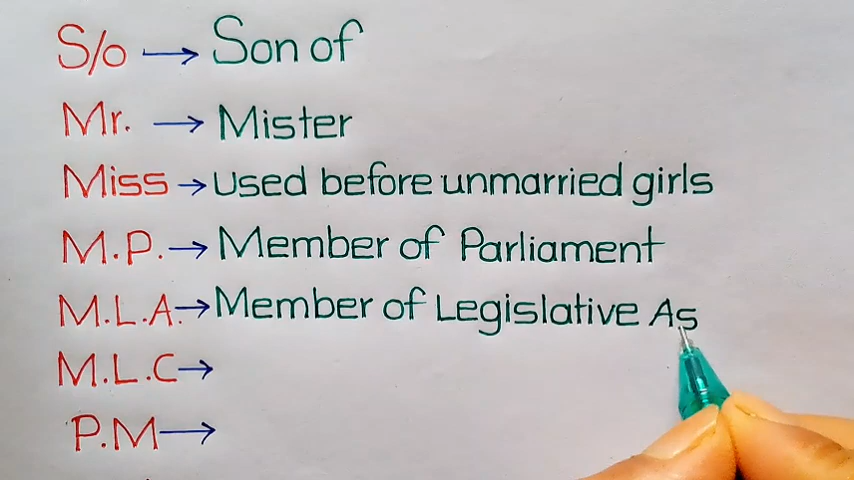 S/o → Son of
Mr. → Mister
Miss → Used before unmarried girls
M.P. → Member of Parliament
M.L.A. → Member of Legislative As
M.L.C →
P.M →